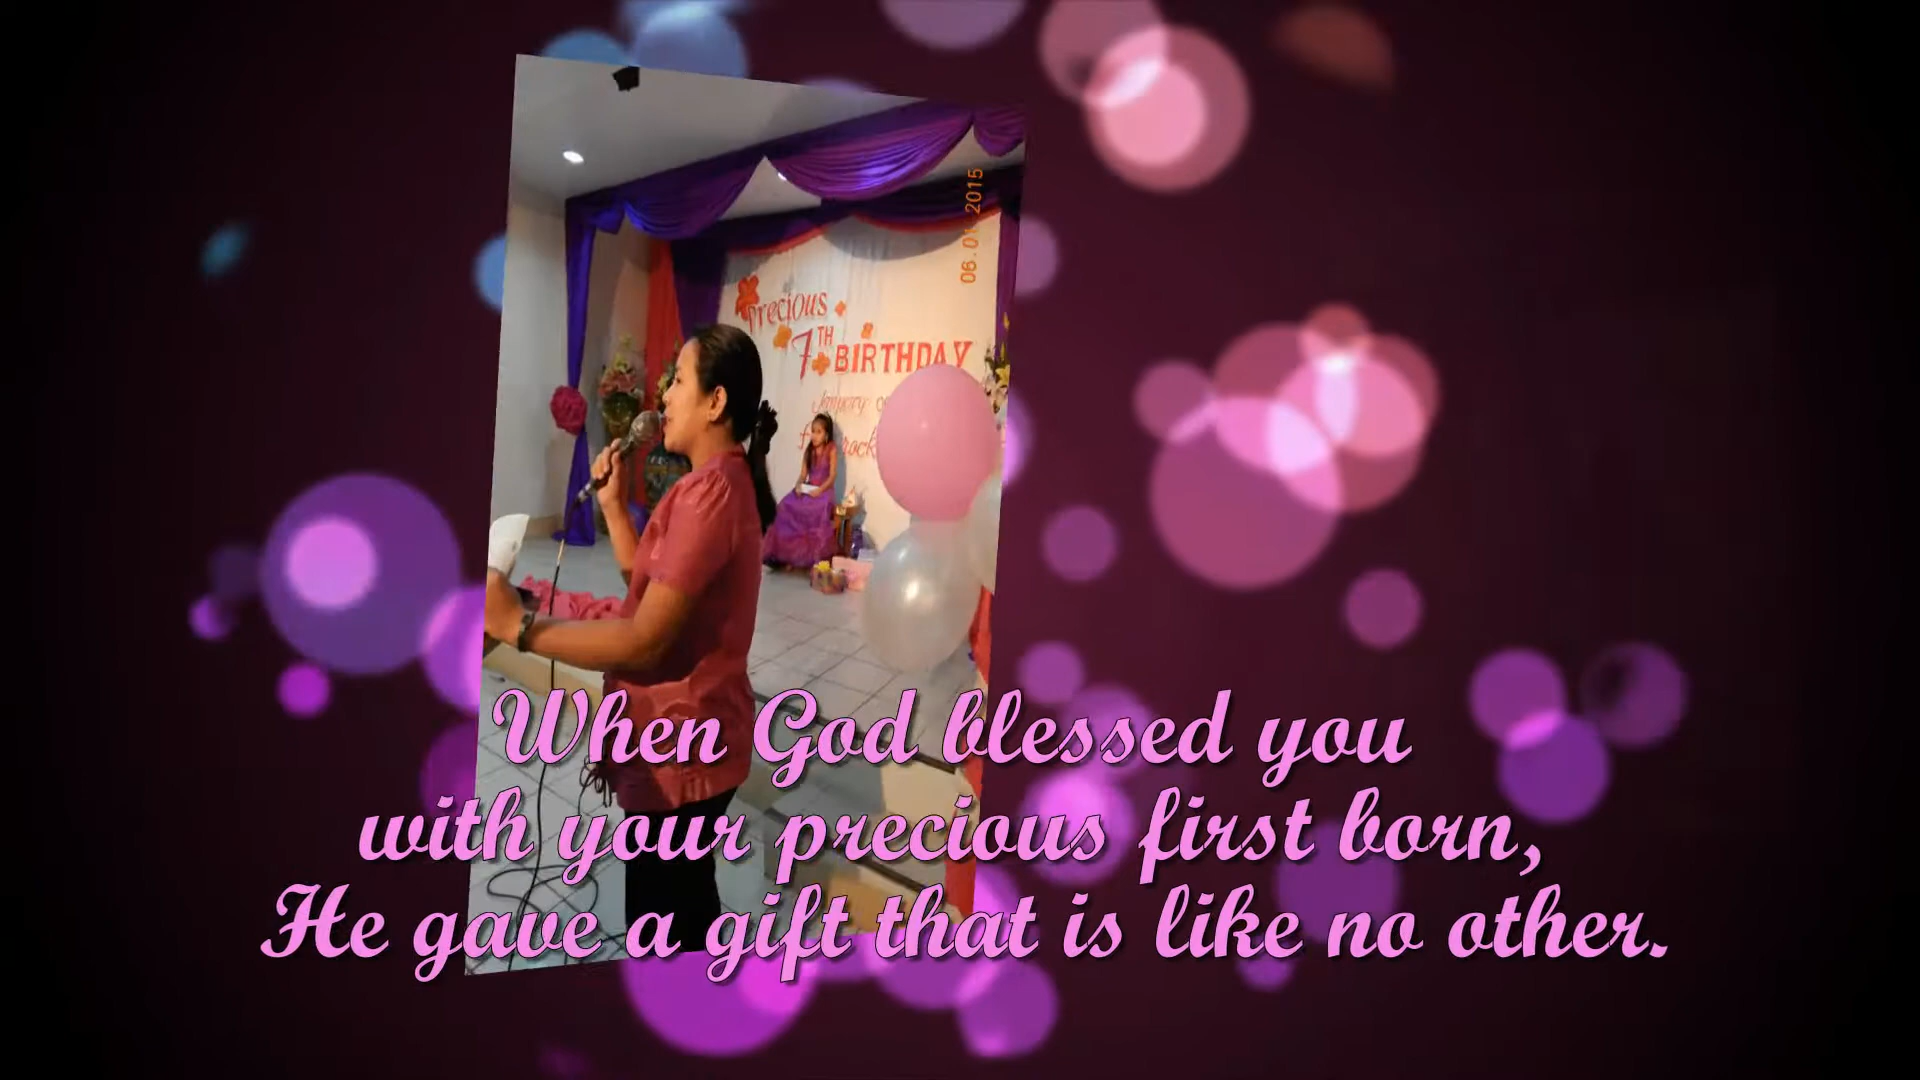 06.01.2015
Precious
7TH BIRTHDAY
When God blessed you
with your precious first born,
He gave a gift that is like no other.